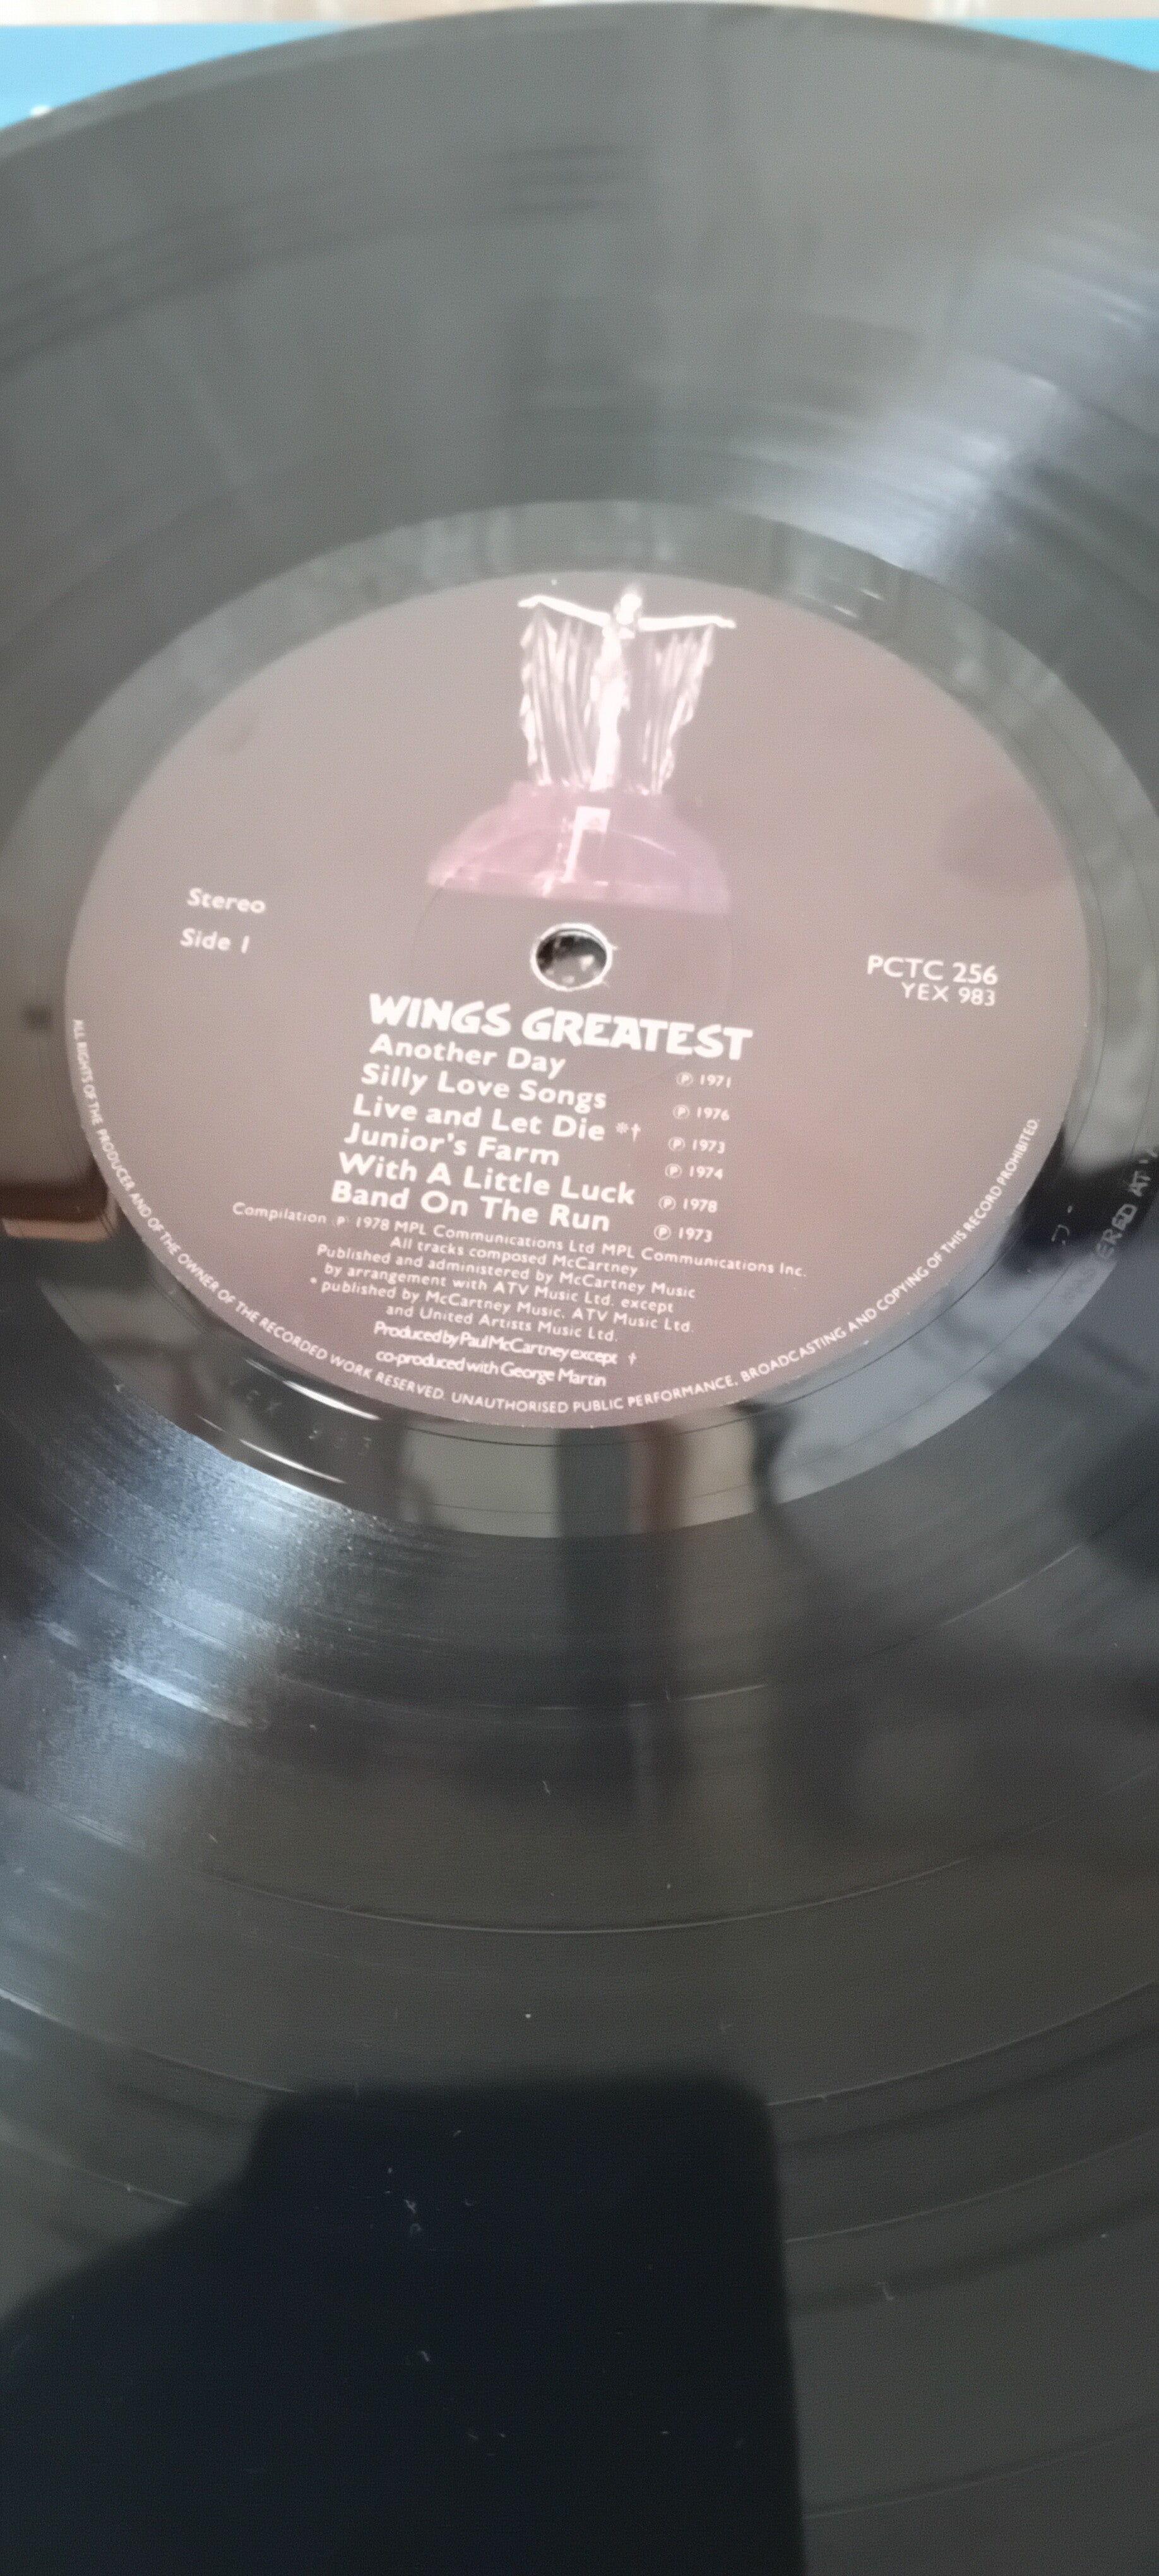 Stereo
Side 1
PCTC 256
YEX 983
WINGS GREATEST
Another Day ℗ 1971
Silly Love Songs ℗ 1976
Live and Let Die *† ℗ 1973
Junior's Farm ℗ 1974
With A Little Luck ℗ 1978
Band On The Run ℗ 1973
Compilation ℗ 1978 MPL Communications Ltd MPL Communications Inc.
All tracks composed McCartney
Published and administered by McCartney Music
by arrangement with ATV Music Ltd. except
* published by McCartney Music. ATV Music Ltd.
and United Artists Music Ltd.
Produced by Paul McCartney except †
co-produced with George Martin
ALL RIGHTS OF THE PRODUCER AND OF THE OWNER OF THE RECORDED WORK RESERVED. UNAUTHORISED PUBLIC PERFORMANCE, BROADCASTING AND COPYING OF THIS RECORD PROHIBITED.